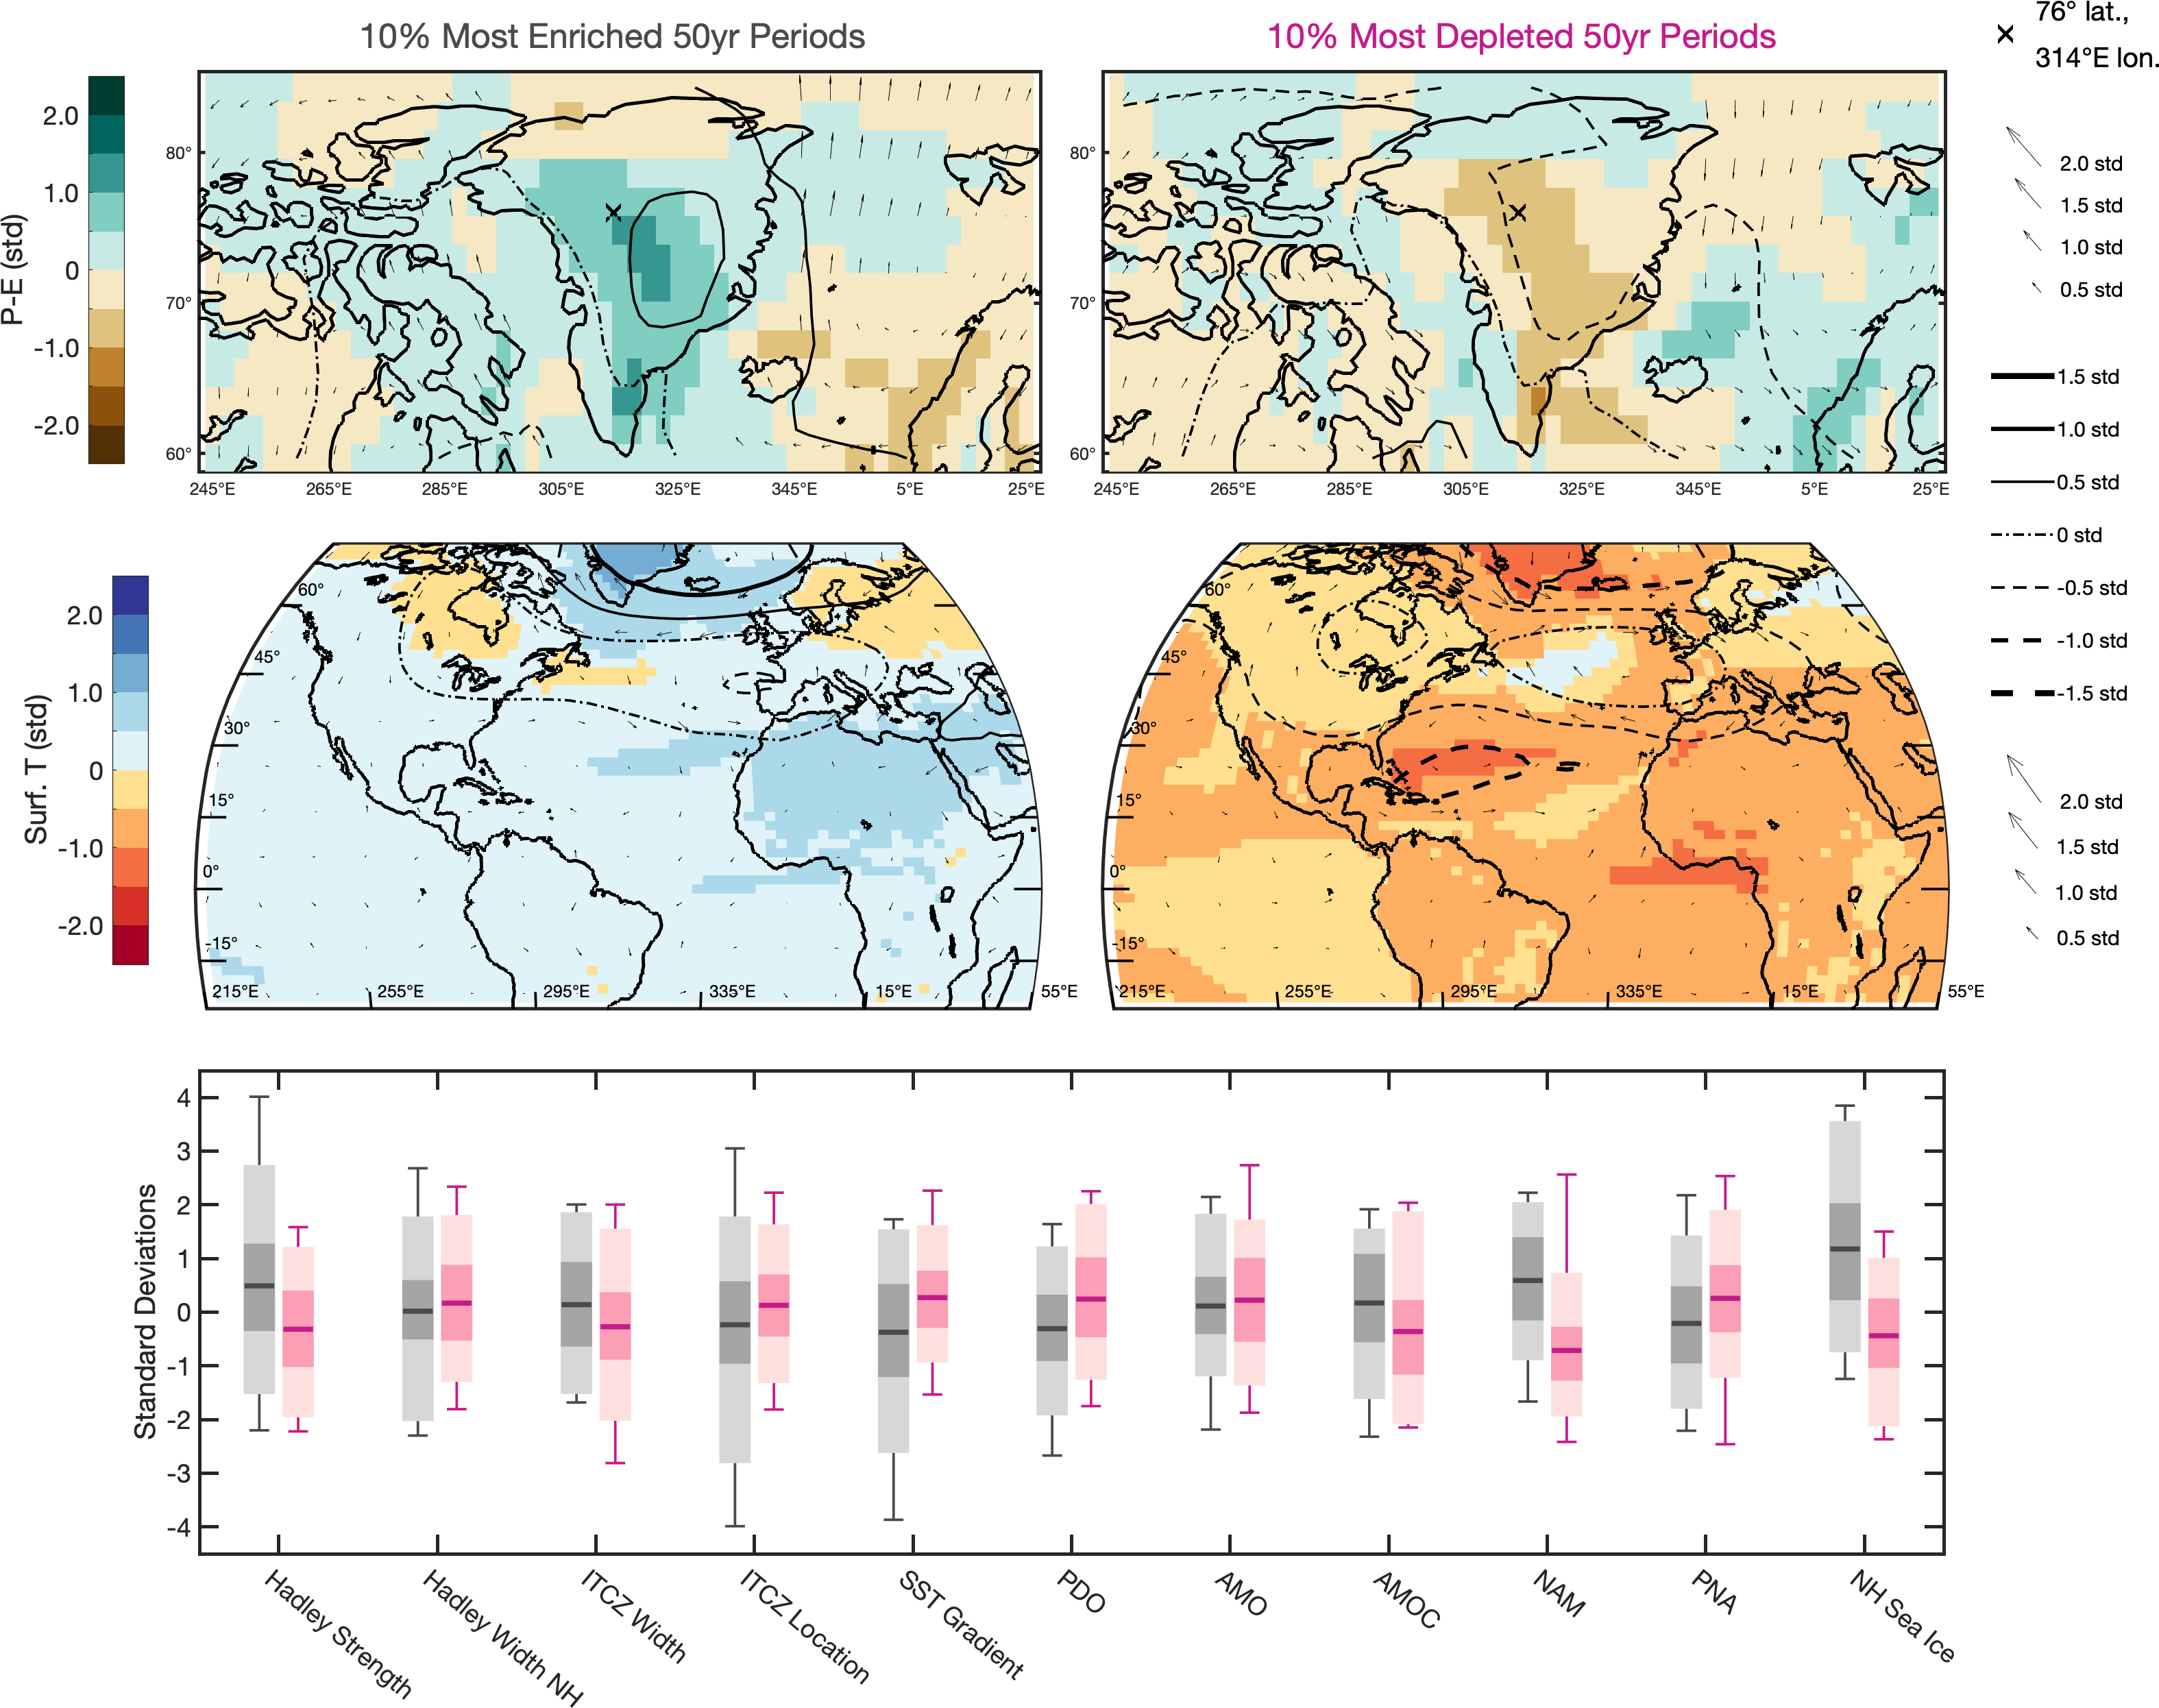 10% Most Enriched 50yr Periods
10% Most Depleted 50yr Periods
76° lat.,
314°E lon.
P-E (std)
2.0
1.0
0
-1.0
-2.0
80°
70°
60°
245°E 265°E 285°E 305°E 325°E 345°E 5°E 25°E
80°
70°
60°
245°E 265°E 285°E 305°E 325°E 345°E 5°E 25°E
2.0 std
1.5 std
1.0 std
0.5 std
1.5 std
1.0 std
0.5 std
0 std
-0.5 std
-1.0 std
-1.5 std
Surf. T (std)
2.0
1.0
0
-1.0
-2.0
60°
45°
30°
15°
0°
-15°
215°E 255°E 295°E 335°E 15°E 55°E
60°
45°
30°
15°
0°
-15°
215°E 255°E 295°E 335°E 15°E 55°E
2.0 std
1.5 std
1.0 std
0.5 std
Standard Deviations
4
3
2
1
0
-1
-2
-3
-4
Hadley Strength
Hadley Width NH
ITCZ Width
ITCZ Location
SST Gradient
PDO
AMO
AMOC
NAM
PNA
NH Sea Ice